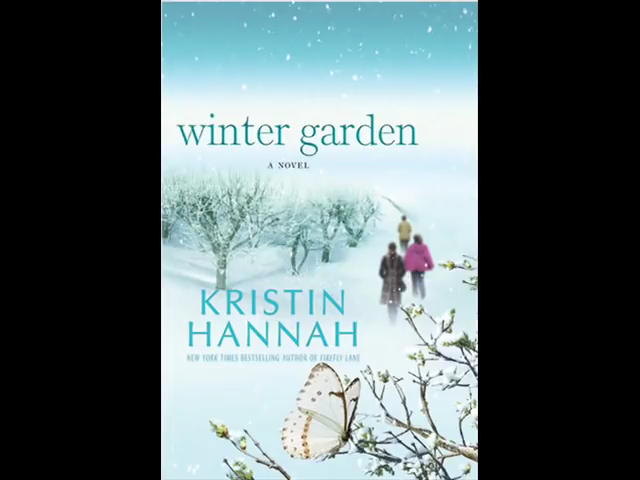 winter garden
A NOVEL
KRISTIN
HANNAH
NEW YORK TIMES BESTSELLING AUTHOR OF FIREFLY LANE